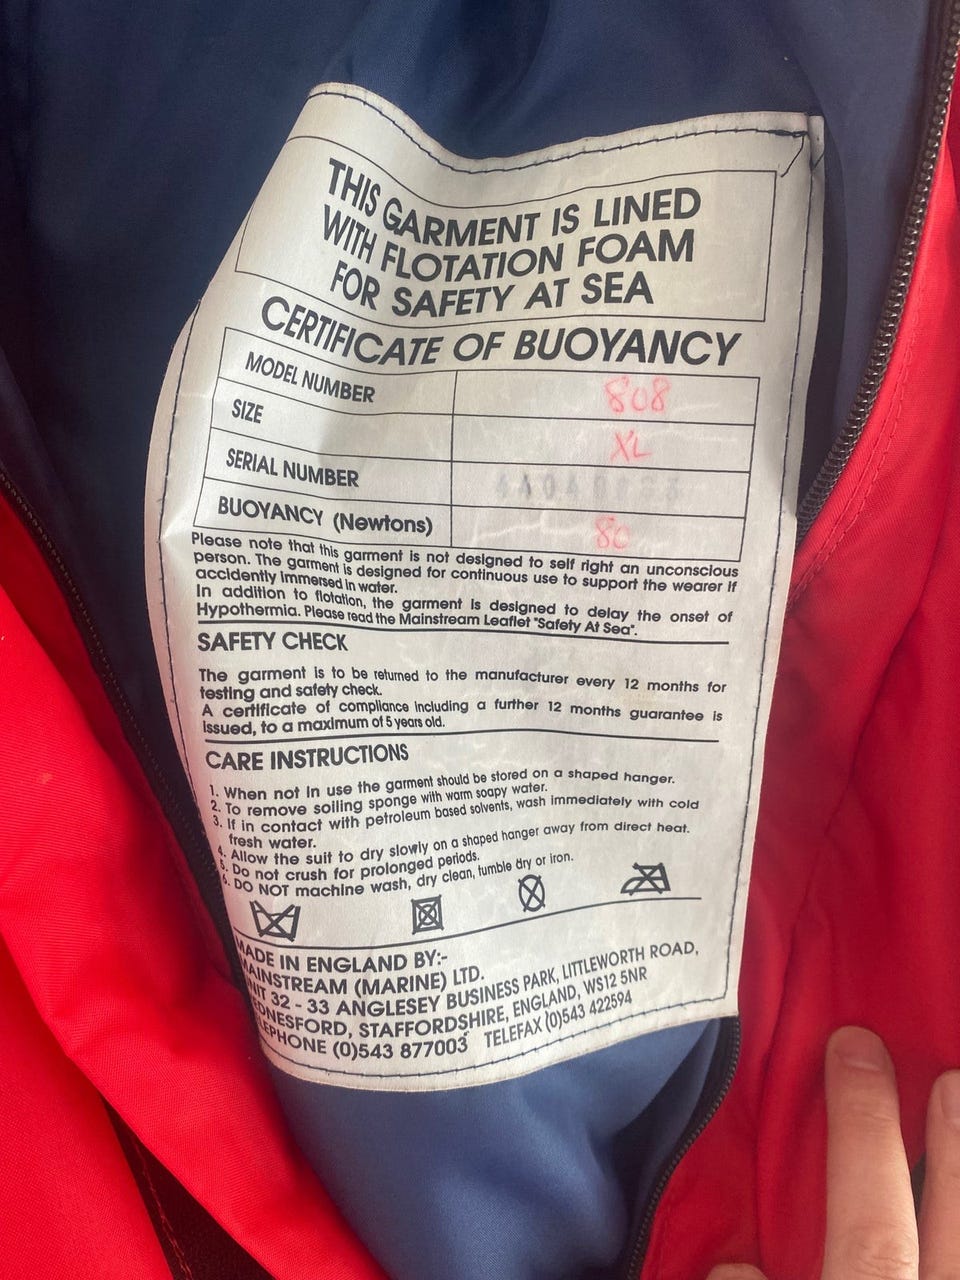 THIS GARMENT IS LINED
WITH FLOTATION FOAM
FOR SAFETY AT SEA
CERTIFICATE OF BUOYANCY
MODEL NUMBER 808
SIZE XL
SERIAL NUMBER
BUOYANCY (Newtons) 80
Please note that this garment is not designed to self right an unconscious
person. The garment is designed for continuous use to support the wearer if
accidently immersed in water.
In addition to flotation, the garment is designed to delay the onset of
Hypothermia. Please read the Mainstream Leaflet "Safety At Sea".
SAFETY CHECK
The garment is to be returned to the manufacturer every 12 months for
testing and safety check.
A certificate of compliance including a further 12 months guarantee is
issued, to a maximum of 5 years old.
CARE INSTRUCTIONS
1. When not in use the garment should be stored on a shaped hanger.
2. To remove soiling sponge with warm soapy water.
3. If in contact with petroleum based solvents, wash immediately with cold
fresh water.
4. Allow the suit to dry slowly on a shaped hanger away from direct heat.
5. Do not crush for prolonged periods.
6. DO NOT machine wash, dry clean, tumble dry or iron.
MADE IN ENGLAND BY:-
MAINSTREAM (MARINE) LTD.
UNIT 32 - 33 ANGLESEY BUSINESS PARK, LITTLEWORTH ROAD,
EDNESFORD, STAFFORDSHIRE, ENGLAND, WS12 5NR
TELEPHONE (0)543 877003 TELEFAX (0)543 422594